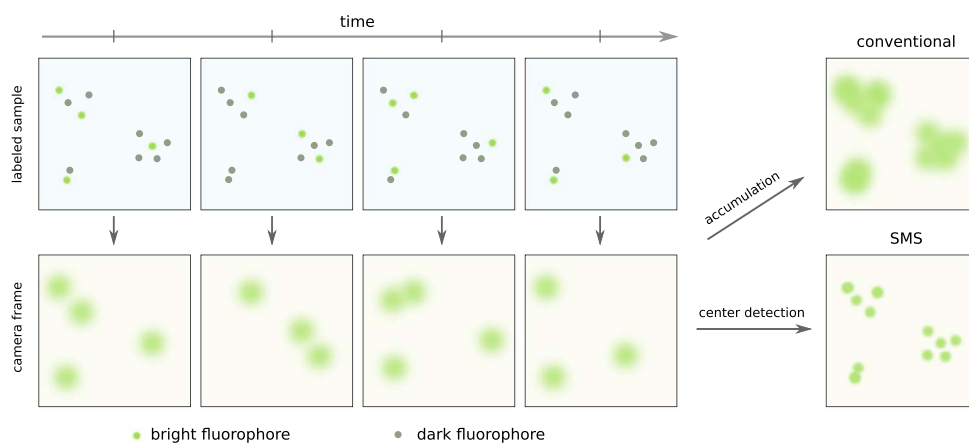 time
conventional
labeled sample
accumulation
SMS
camera frame
center detection
bright fluorophore
dark fluorophore